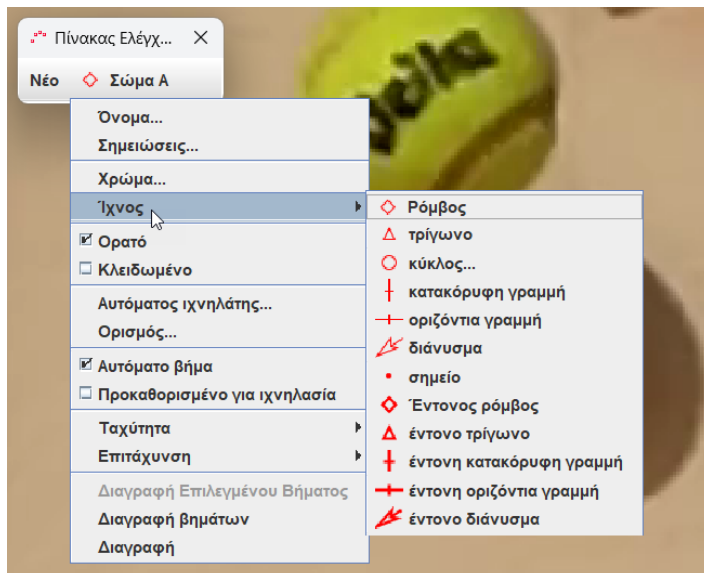 Πίνακας Ελέγχ...
Νέο Σώμα Α
Όνομα...
Σημειώσεις...
Χρώμα...
Ίχνος
Ορατό
Κλειδωμένο
Αυτόματος ιχνηλάτης...
Ορισμός...
Αυτόματο βήμα
Προκαθορισμένο για ιχνηλασία
Ταχύτητα
Επιτάχυνση
Διαγραφή Επιλεγμένου Βήματος
Διαγραφή βημάτων
Διαγραφή
Ρόμβος
τρίγωνο
κύκλος...
κατακόρυφη γραμμή
οριζόντια γραμμή
διάνυσμα
σημείο
Έντονος ρόμβος
έντονο τρίγωνο
έντονη κατακόρυφη γραμμή
έντονη οριζόντια γραμμή
έντονο διάνυσμα